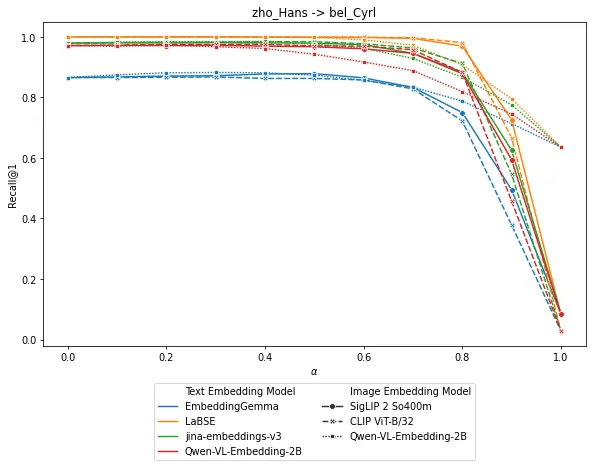 zho_Hans -> bel_Cyrl
Recall@1
1.0
0.8
0.6
0.4
0.2
0.0
0.0 0.2 0.4 0.6 0.8 1.0
α
Text Embedding Model
EmbeddingGemma
LaBSE
jina-embeddings-v3
Qwen-VL-Embedding-2B
Image Embedding Model
SigLIP 2 So400m
CLIP ViT-B/32
Qwen-VL-Embedding-2B